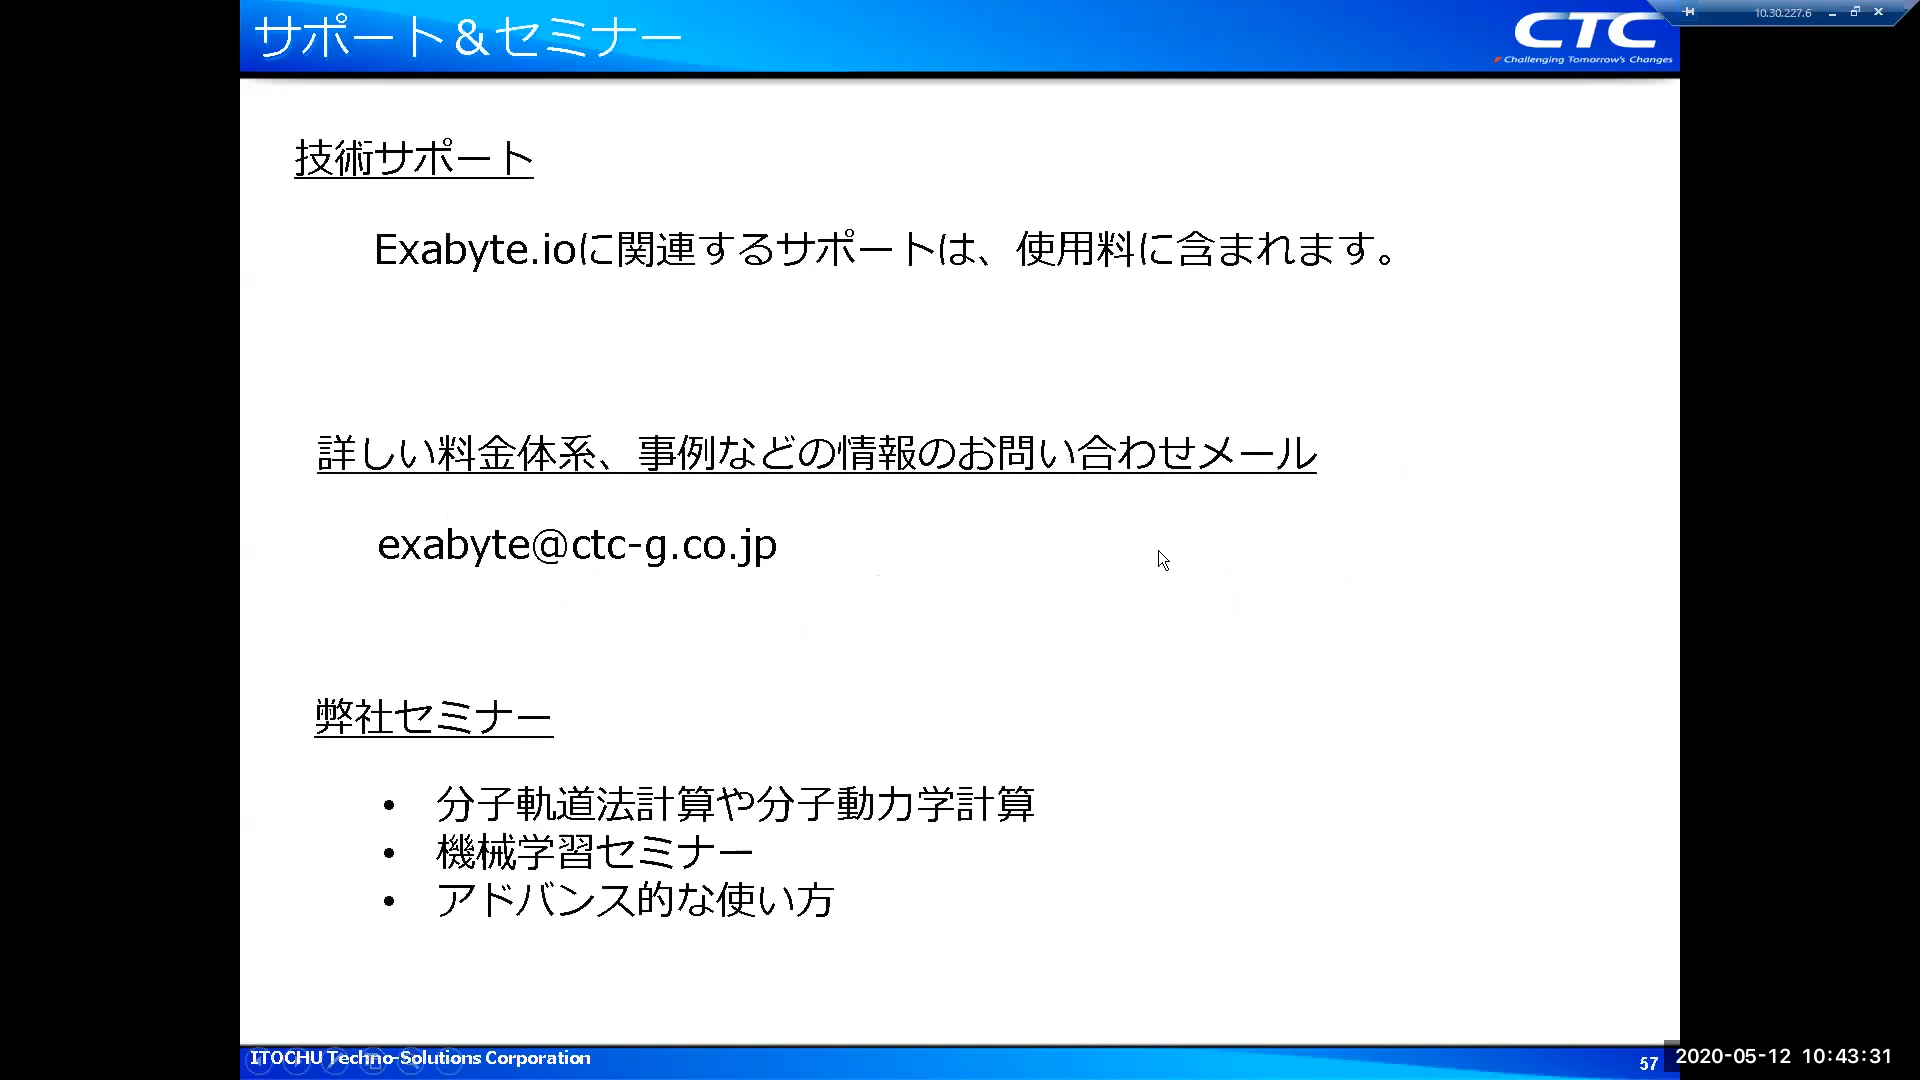 サポート＆セミナー
CTC
Challenging Tomorrow's Changes
10.30.227.6
技術サポート
Exabyte.ioに関連するサポートは、使用料に含まれます。
詳しい料金体系、事例などの情報のお問い合わせメール
exabyte@ctc-g.co.jp
弊社セミナー
• 分子軌道法計算や分子動力学計算
• 機械学習セミナー
• アドバンス的な使い方
ITOCHU Techno-Solutions Corporation
57
2020-05-12 10:43:31